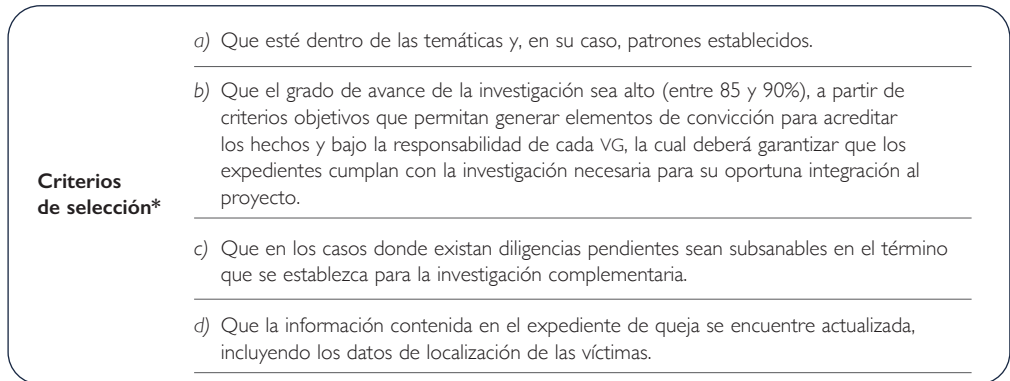 a) Que esté dentro de las temáticas y, en su caso, patrones establecidos.
b) Que el grado de avance de la investigación sea alto (entre 85 y 90%), a partir de
criterios objetivos que permitan generar elementos de convicción para acreditar
los hechos y bajo la responsabilidad de cada VG, la cual deberá garantizar que los
expedientes cumplan con la investigación necesaria para su oportuna integración al
proyecto.
Criterios
de selección*
c) Que en los casos donde existan diligencias pendientes sean subsanables en el término
que se establezca para la investigación complementaria.
d) Que la información contenida en el expediente de queja se encuentre actualizada,
incluyendo los datos de localización de las víctimas.